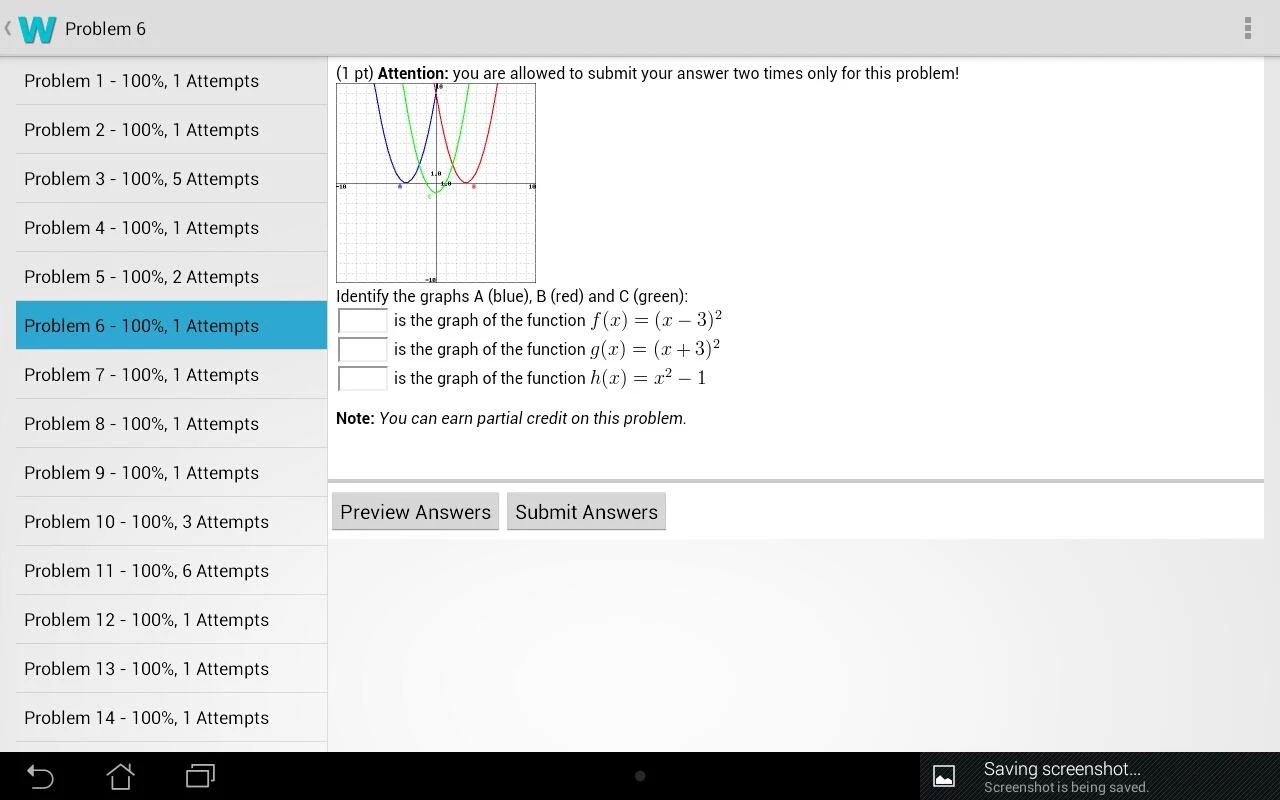 W Problem 6
Problem 1 - 100%, 1 Attempts
Problem 2 - 100%, 1 Attempts
Problem 3 - 100%, 5 Attempts
Problem 4 - 100%, 1 Attempts
Problem 5 - 100%, 2 Attempts
Problem 6 - 100%, 1 Attempts
Problem 7 - 100%, 1 Attempts
Problem 8 - 100%, 1 Attempts
Problem 9 - 100%, 1 Attempts
Problem 10 - 100%, 3 Attempts
Problem 11 - 100%, 6 Attempts
Problem 12 - 100%, 1 Attempts
Problem 13 - 100%, 1 Attempts
Problem 14 - 100%, 1 Attempts
(1 pt) Attention: you are allowed to submit your answer two times only for this problem!
10
1.0
-10 A 1.0 B 10
C
-10
Identify the graphs A (blue), B (red) and C (green):
is the graph of the function f(x) = (x − 3)²
is the graph of the function g(x) = (x + 3)²
is the graph of the function h(x) = x² − 1
Note: You can earn partial credit on this problem.
Preview Answers Submit Answers
Saving screenshot...
Screenshot is being saved.